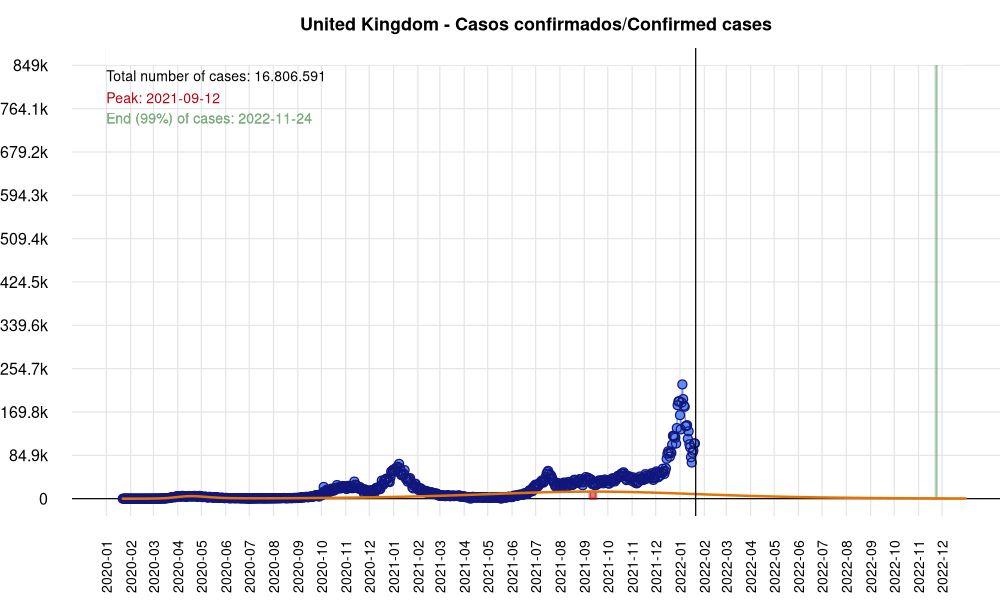 United Kingdom - Casos confirmados/Confirmed cases
Total number of cases: 16.806.591
Peak: 2021-09-12
End (99%) of cases: 2022-11-24
849k
764.1k
679.2k
594.3k
509.4k
424.5k
339.6k
254.7k
169.8k
84.9k
0
2020-01
2020-02
2020-03
2020-04
2020-05
2020-06
2020-07
2020-08
2020-09
2020-10
2020-11
2020-12
2021-01
2021-02
2021-03
2021-04
2021-05
2021-06
2021-07
2021-08
2021-09
2021-10
2021-11
2021-12
2022-01
2022-02
2022-03
2022-04
2022-05
2022-06
2022-07
2022-08
2022-09
2022-10
2022-11
2022-12